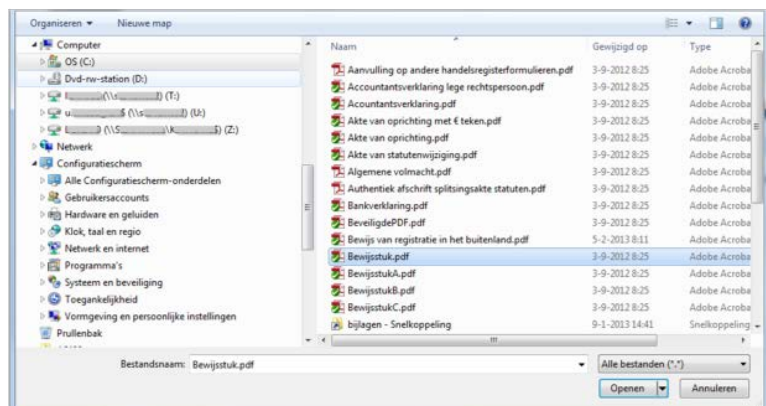 Organiseren Nieuwe map
Computer
OS (C:)
Dvd-rw-station (D:)
(T:)
(U:)
(Z:)
Netwerk
Configuratiescherm
Alle Configuratiescherm-onderdelen
Gebruikersaccounts
Hardware en geluiden
Klok, taal en regio
Netwerk en internet
Programma's
Systeem en beveiliging
Toegankelijkheid
Vormgeving en persoonlijke instellingen
Prullenbak
Naam Gewijzigd op Type
Aanvulling op andere handelsregisterformulieren.pdf 3-9-2012 8:25 Adobe Acroba
Accountantsverklaring lege rechtspersoon.pdf 3-9-2012 8:25 Adobe Acroba
Acountantsverklaring.pdf 3-9-2012 8:25 Adobe Acroba
Akte van oprichting met € teken.pdf 3-9-2012 8:25 Adobe Acroba
Akte van oprichting.pdf 3-9-2012 8:25 Adobe Acroba
Akte van statutenwijziging.pdf 3-9-2012 8:25 Adobe Acroba
Algemene volmacht.pdf 3-9-2012 8:25 Adobe Acroba
Authentiek afschrift splitsingsakte statuten.pdf 3-9-2012 8:25 Adobe Acroba
Bankverklaring.pdf 3-9-2012 8:25 Adobe Acroba
BeveiligdePDF.pdf 3-9-2012 8:25 Adobe Acroba
Bewijs van registratie in het buitenland.pdf 5-2-2013 8:11 Adobe Acroba
Bewijsstuk.pdf 3-9-2012 8:25 Adobe Acroba
BewijsstukA.pdf 3-9-2012 8:25 Adobe Acroba
BewijsstukB.pdf 3-9-2012 8:25 Adobe Acroba
BewijsstukC.pdf 3-9-2012 8:25 Adobe Acroba
bijlagen - Snelkoppeling 9-1-2013 14:41 Snelkoppeling
Bestandsnaam: Bewijsstuk.pdf Alle bestanden (*.*)
Openen Annuleren